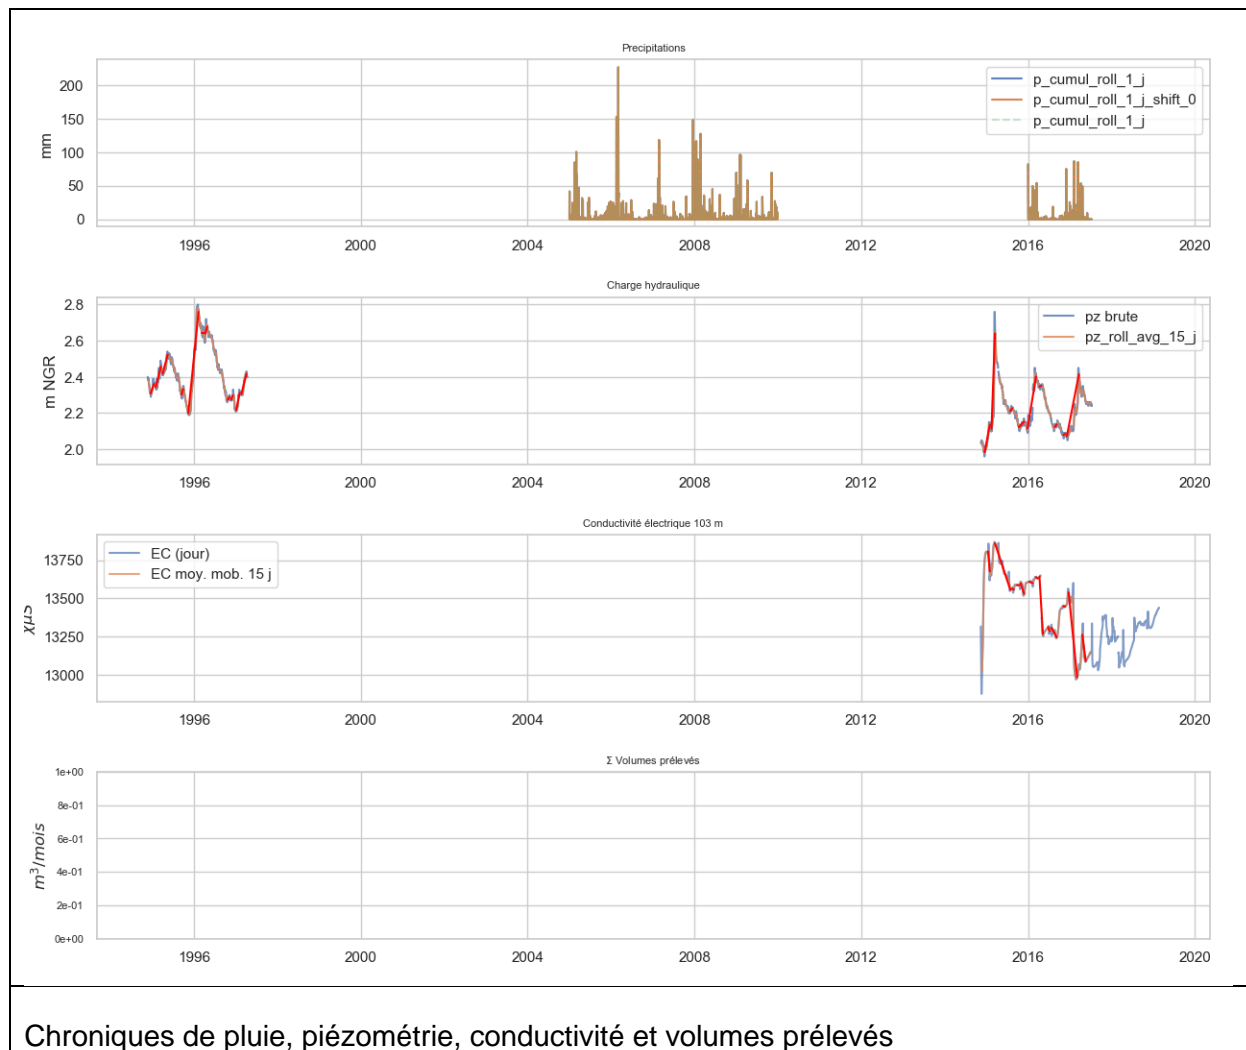 Precipitations
mm
200
150
100
50
0
p_cumul_roll_1_j
p_cumul_roll_1_j_shift_0
p_cumul_roll_1_j
1996 2000 2004 2008 2012 2016 2020
Charge hydraulique
m NGR
2.8
2.6
2.4
2.2
2.0
pz brute
pz_roll_avg_15_j
1996 2000 2004 2008 2012 2016 2020
Conductivité électrique 103 m
χµS
13750
13500
13250
13000
EC (jour)
EC moy. mob. 15 j
1996 2000 2004 2008 2012 2016 2020
Σ Volumes prélevés
m³/mois
1e+00
8e-01
6e-01
4e-01
2e-01
0e+00
1996 2000 2004 2008 2012 2016 2020
Chroniques de pluie, piézométrie, conductivité et volumes prélevés